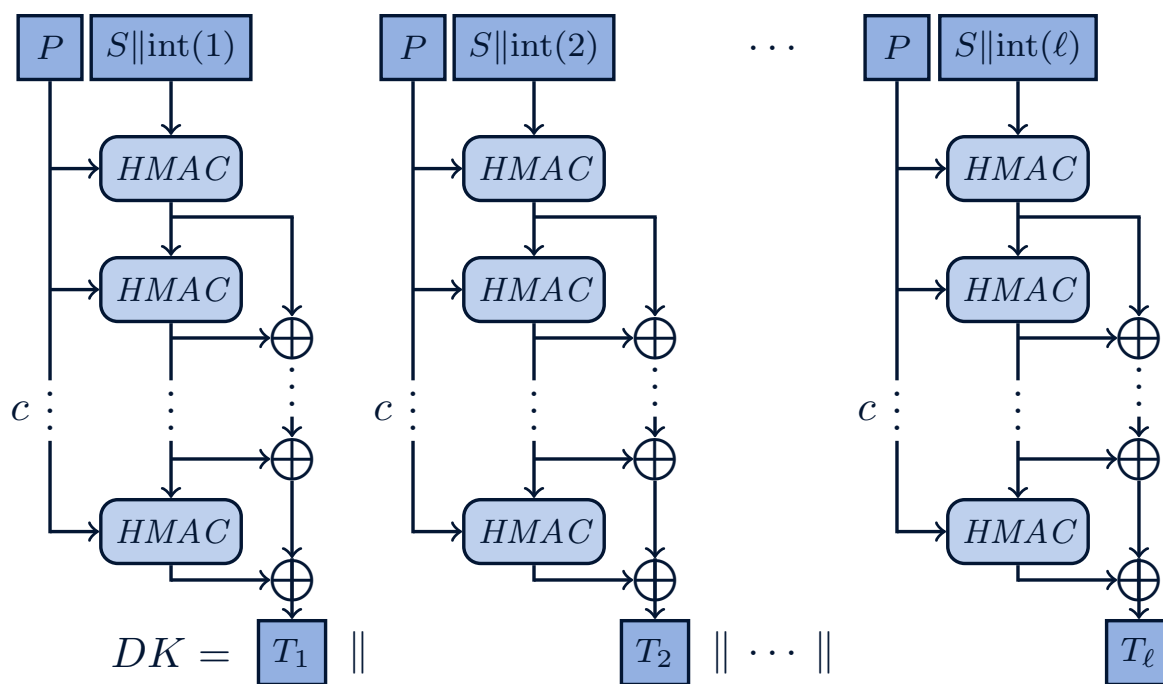 P S∥int(1) P S∥int(2) ··· P S∥int(ℓ)
HMAC HMAC HMAC
HMAC HMAC HMAC
c c c
HMAC HMAC HMAC
DK = T₁ ∥ T₂ ∥ ··· ∥ T_ℓ